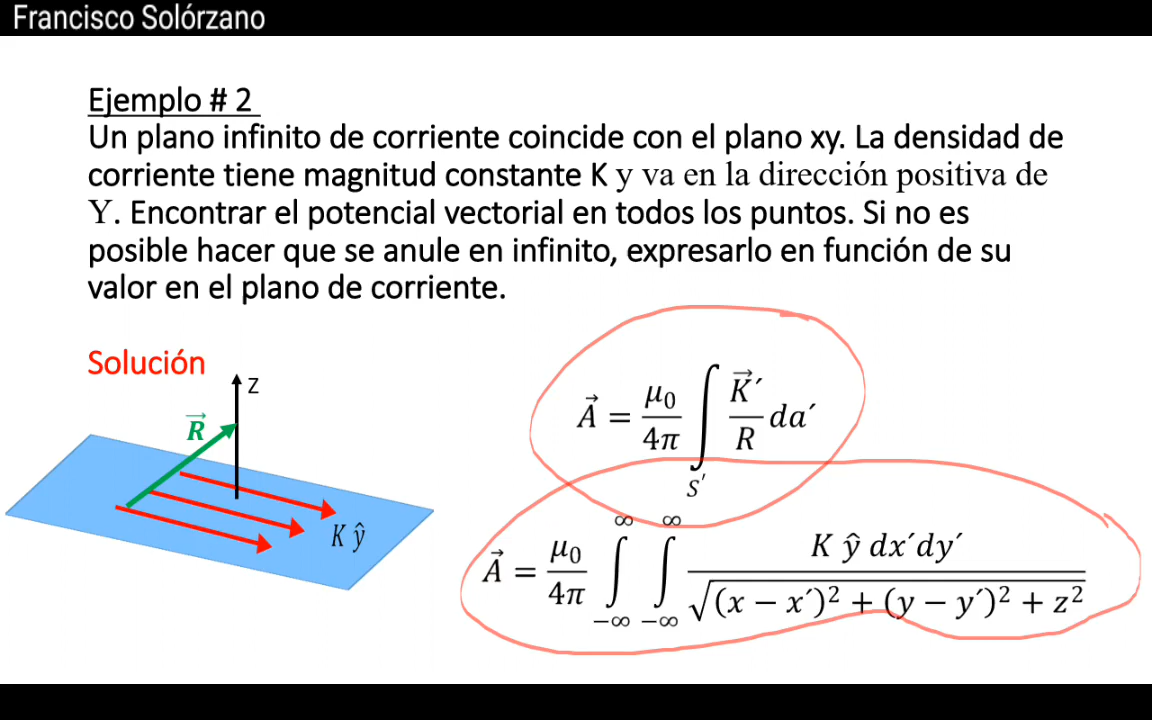 Francisco Solórzano
Ejemplo # 2
Un plano infinito de corriente coincide con el plano xy. La densidad de
corriente tiene magnitud constante K y va en la dirección positiva de
Y. Encontrar el potencial vectorial en todos los puntos. Si no es
posible hacer que se anule en infinito, expresarlo en función de su
valor en el plano de corriente.
Solución
z
R⃗
K ŷ
A⃗ = μ₀/4π ∫S′ K⃗′/R da′
A⃗ = μ₀/4π ∫−∞^∞ ∫−∞^∞ K ŷ dx′dy′ / √((x − x′)² + (y − y′)² + z²)